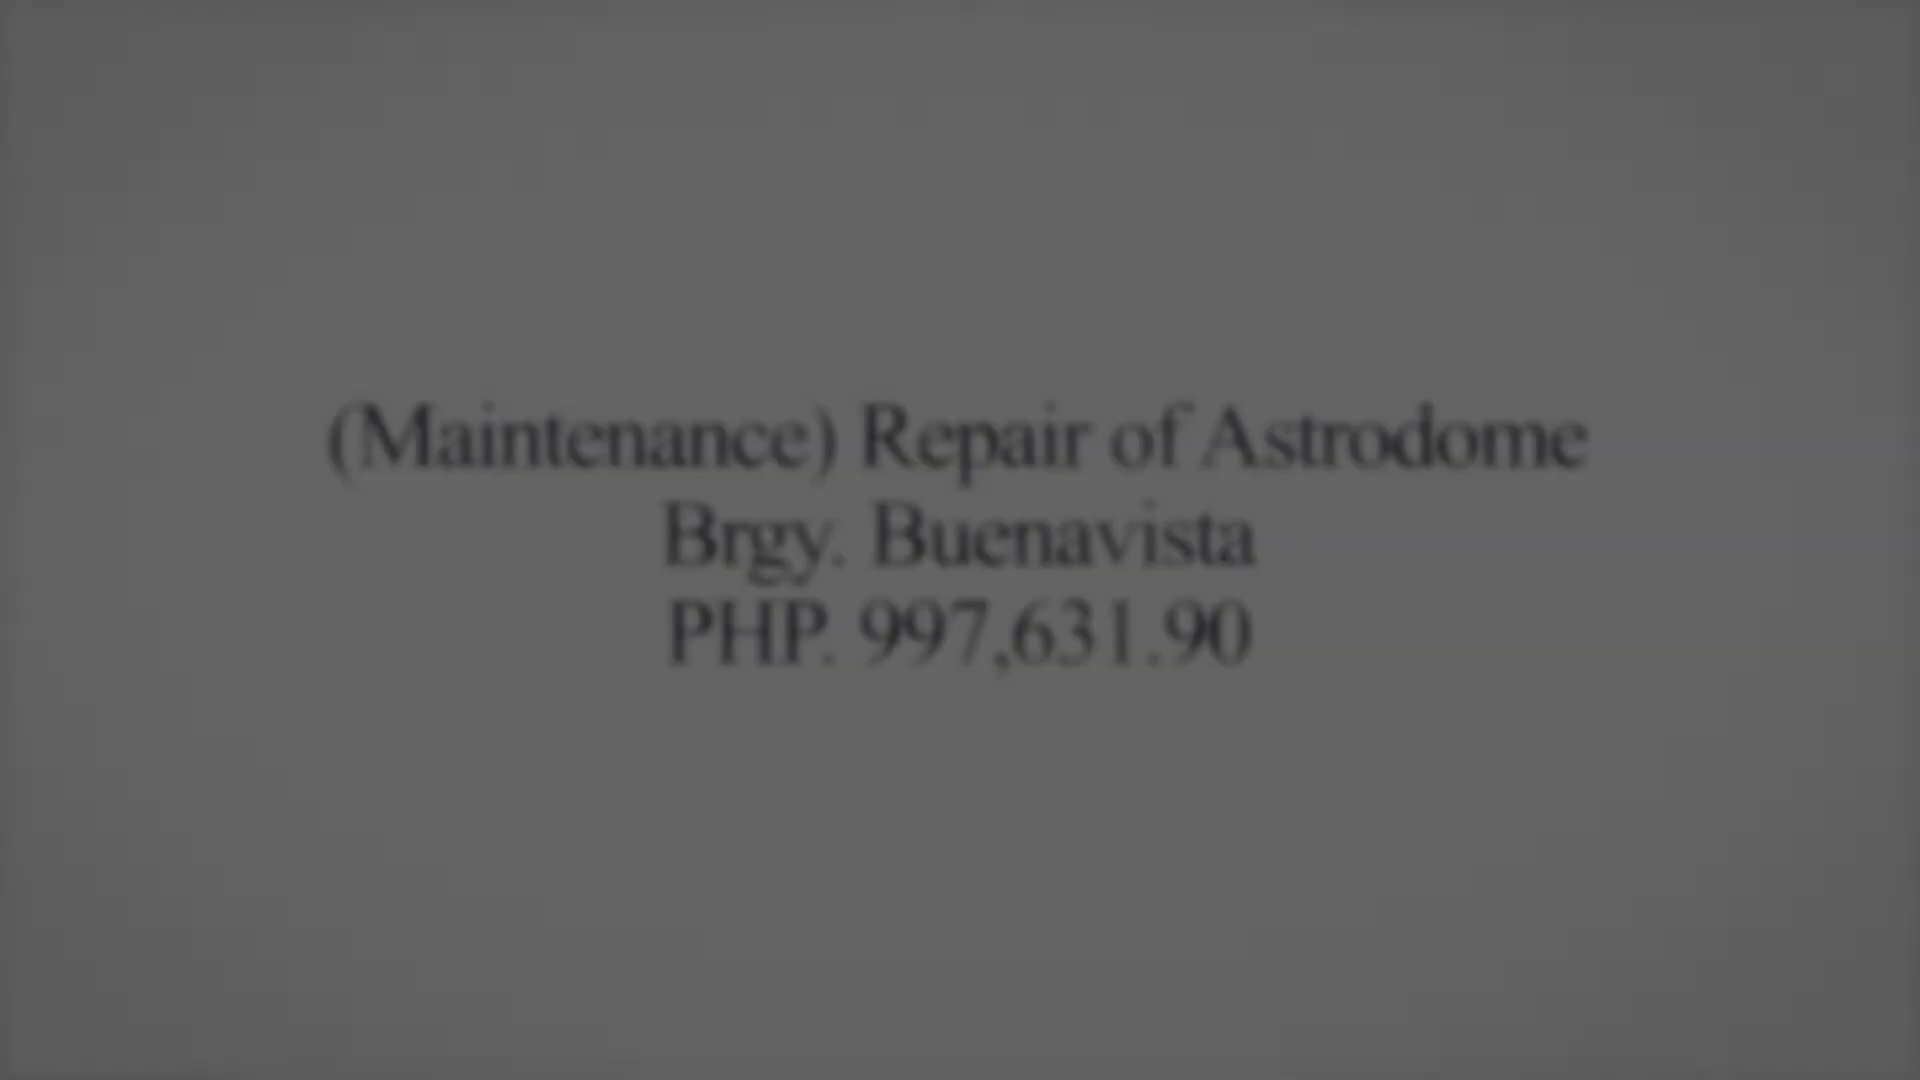 (Maintenance) Repair of Astrodome
Brgy. Buenavista
PHP. 997,631.90